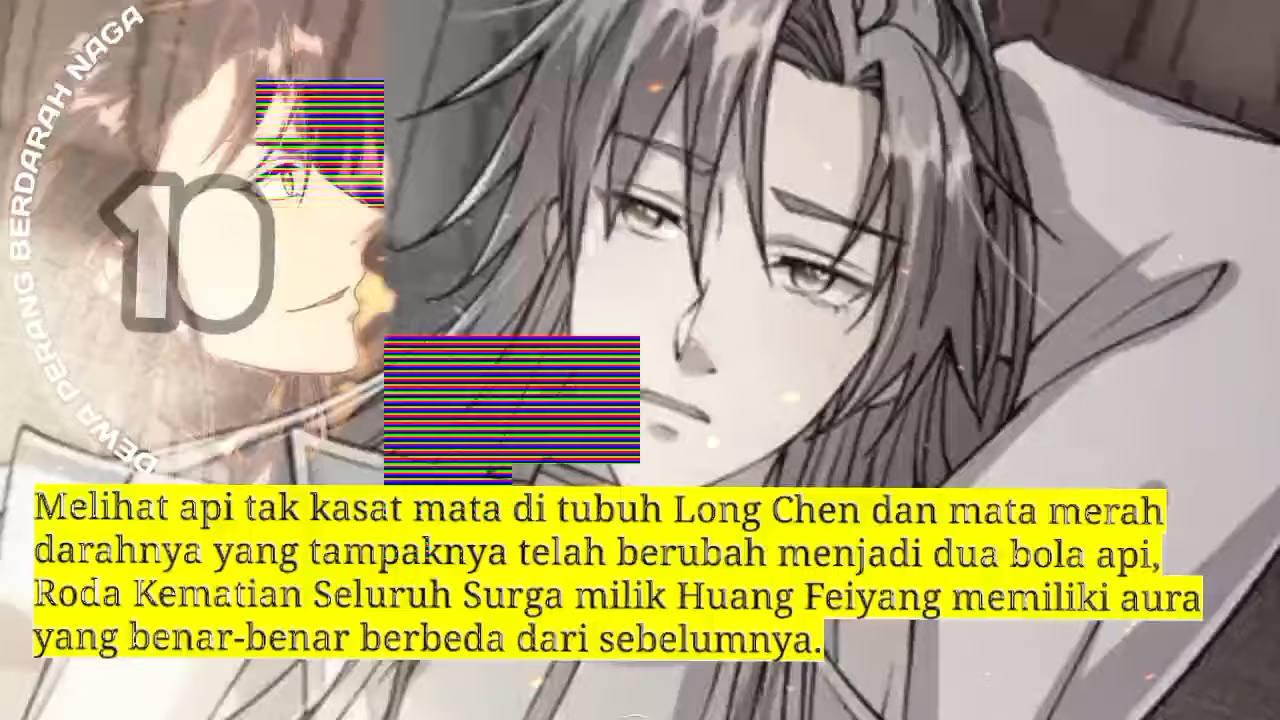 DEWA PERANG BERDARAH NAGA
10
Melihat api tak kasat mata di tubuh Long Chen dan mata merah
darahnya yang tampaknya telah berubah menjadi dua bola api,
Roda Kematian Seluruh Surga milik Huang Feiyang memiliki aura
yang benar-benar berbeda dari sebelumnya.